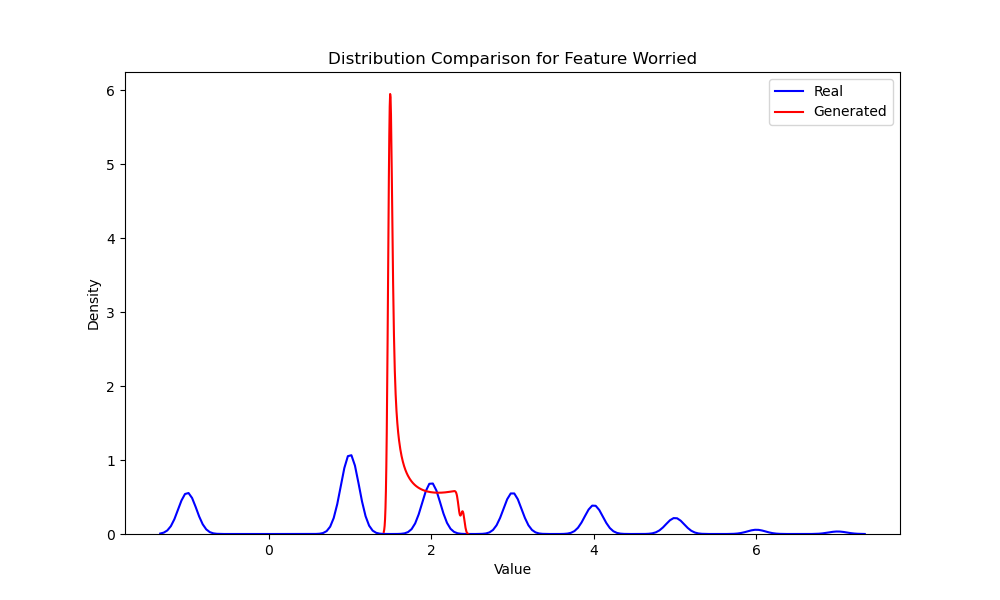 Distribution Comparison for Feature Worried
Real
Generated
6
5
4
3
2
1
0
Density
0
2
4
6
Value